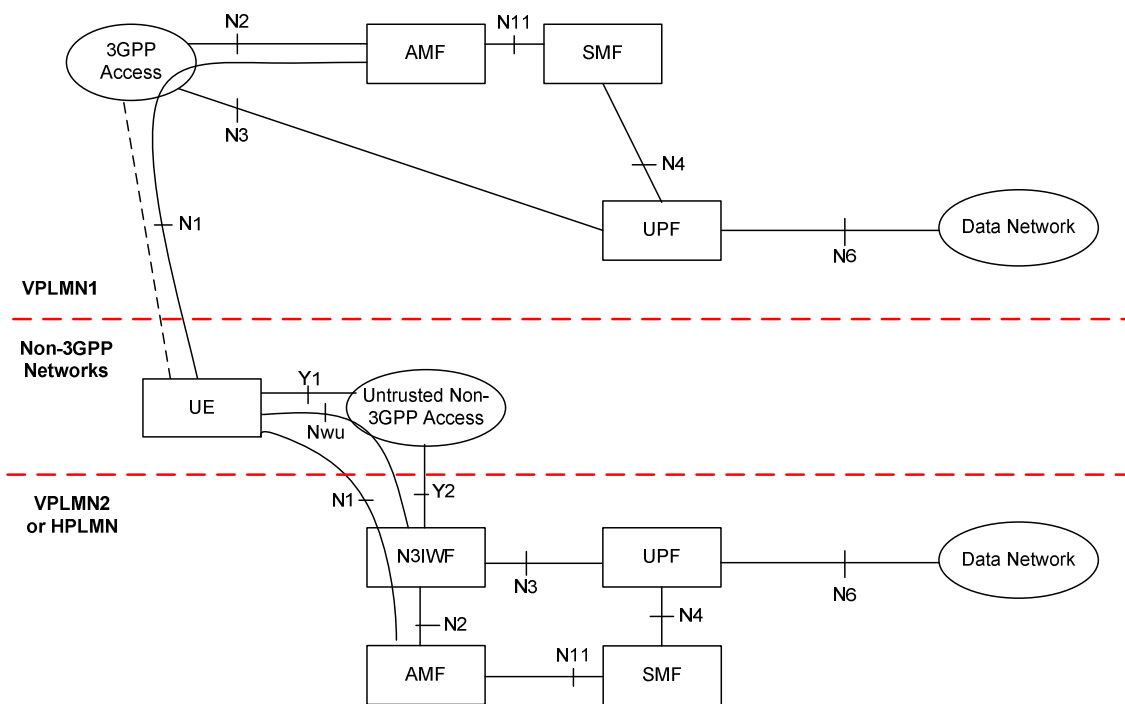 N2
3GPP
Access
AMF
N11
SMF
N3
N4
N1
UPF
N6
Data Network
VPLMN1
Non-3GPP
Networks
UE
Y1
Untrusted Non-
3GPP Access
Nwu
VPLMN2
or HPLMN
N1
Y2
N3IWF
N3
UPF
N6
Data Network
N2
N4
AMF
N11
SMF